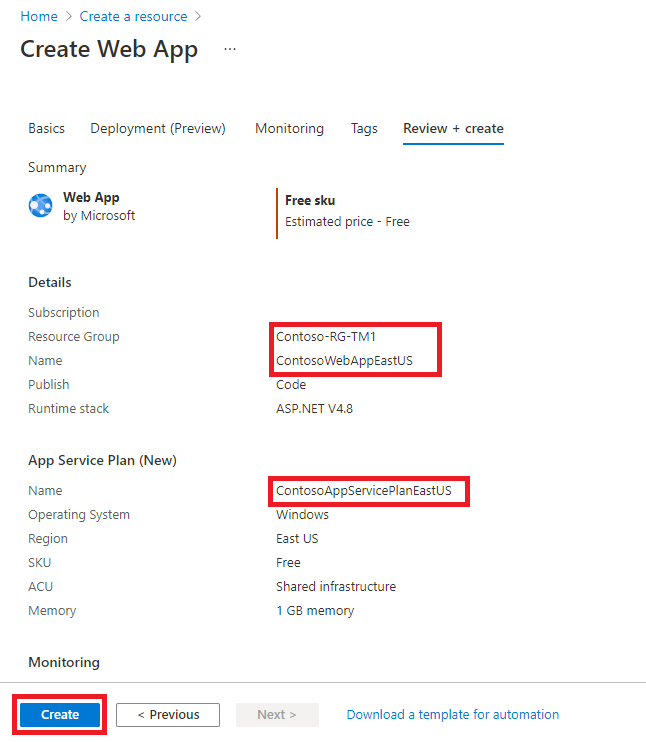 Home > Create a resource >
Create Web App ...
Basics Deployment (Preview) Monitoring Tags Review + create
Summary
Web App
by Microsoft
Free sku
Estimated price - Free
Details
Subscription
Resource Group Contoso-RG-TM1
Name ContosoWebAppEastUS
Publish Code
Runtime stack ASP.NET V4.8
App Service Plan (New)
Name ContosoAppServicePlanEastUS
Operating System Windows
Region East US
SKU Free
ACU Shared infrastructure
Memory 1 GB memory
Monitoring
Create < Previous Next > Download a template for automation